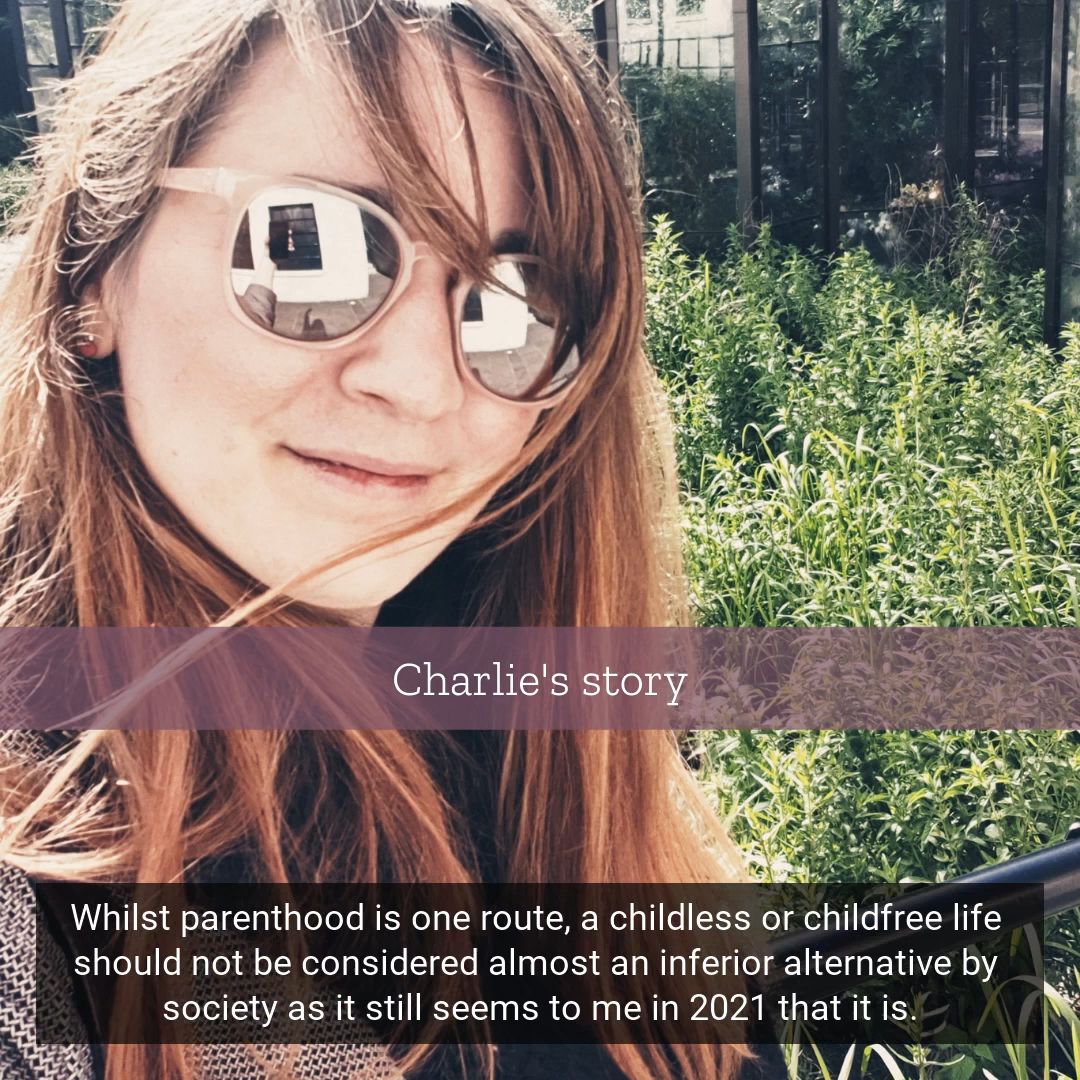 Charlie's story
Whilst parenthood is one route, a childless or childfree life
should not be considered almost an inferior alternative by
society as it still seems to me in 2021 that it is.